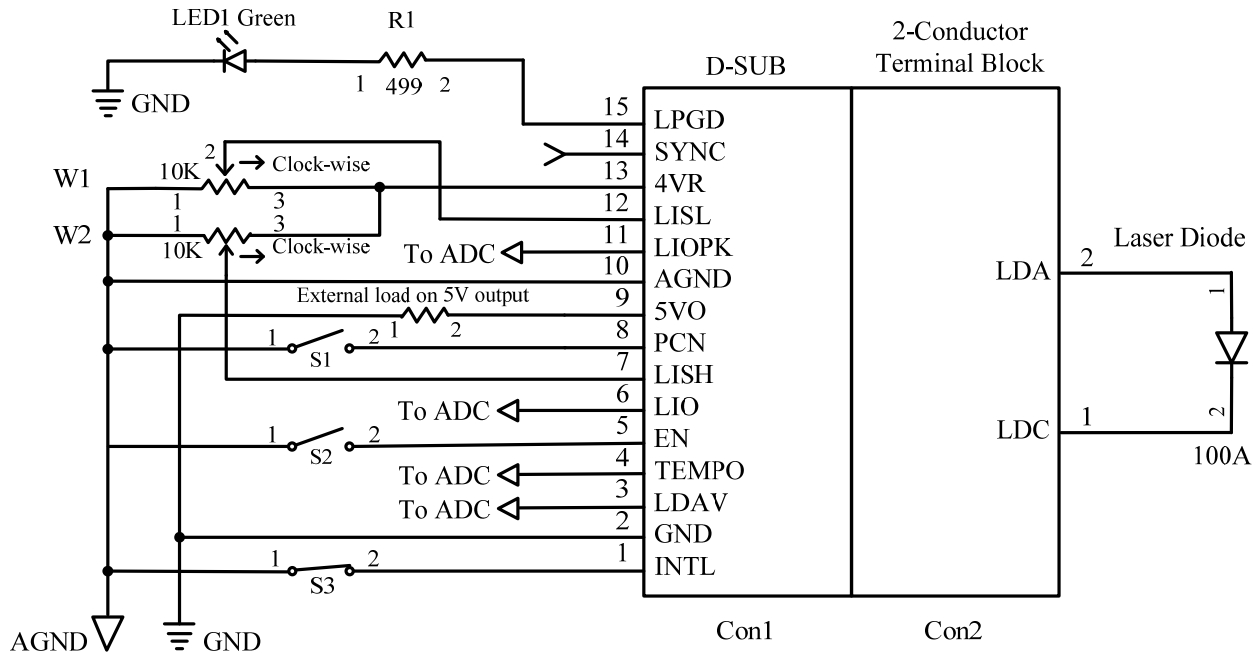 LED1 Green
R1
1 499 2
GND
D-SUB
2-Conductor
Terminal Block
15 LPGD
14 SYNC
13 4VR
12 LISL
11 LIOPK
10 AGND
9 5VO
8 PCN
7 LISH
6 LIO
5 EN
4 TEMPO
3 LDAV
2 GND
1 INTL
W1
10K
2
Clock-wise
1 3
W2
1 3
10K
Clock-wise
To ADC
External load on 5V output
1 2
1 S1 2
To ADC
1 S2 2
To ADC
To ADC
1 S3 2
AGND
GND
LDA
2
Laser Diode
1
2
LDC
1
100A
Con1
Con2